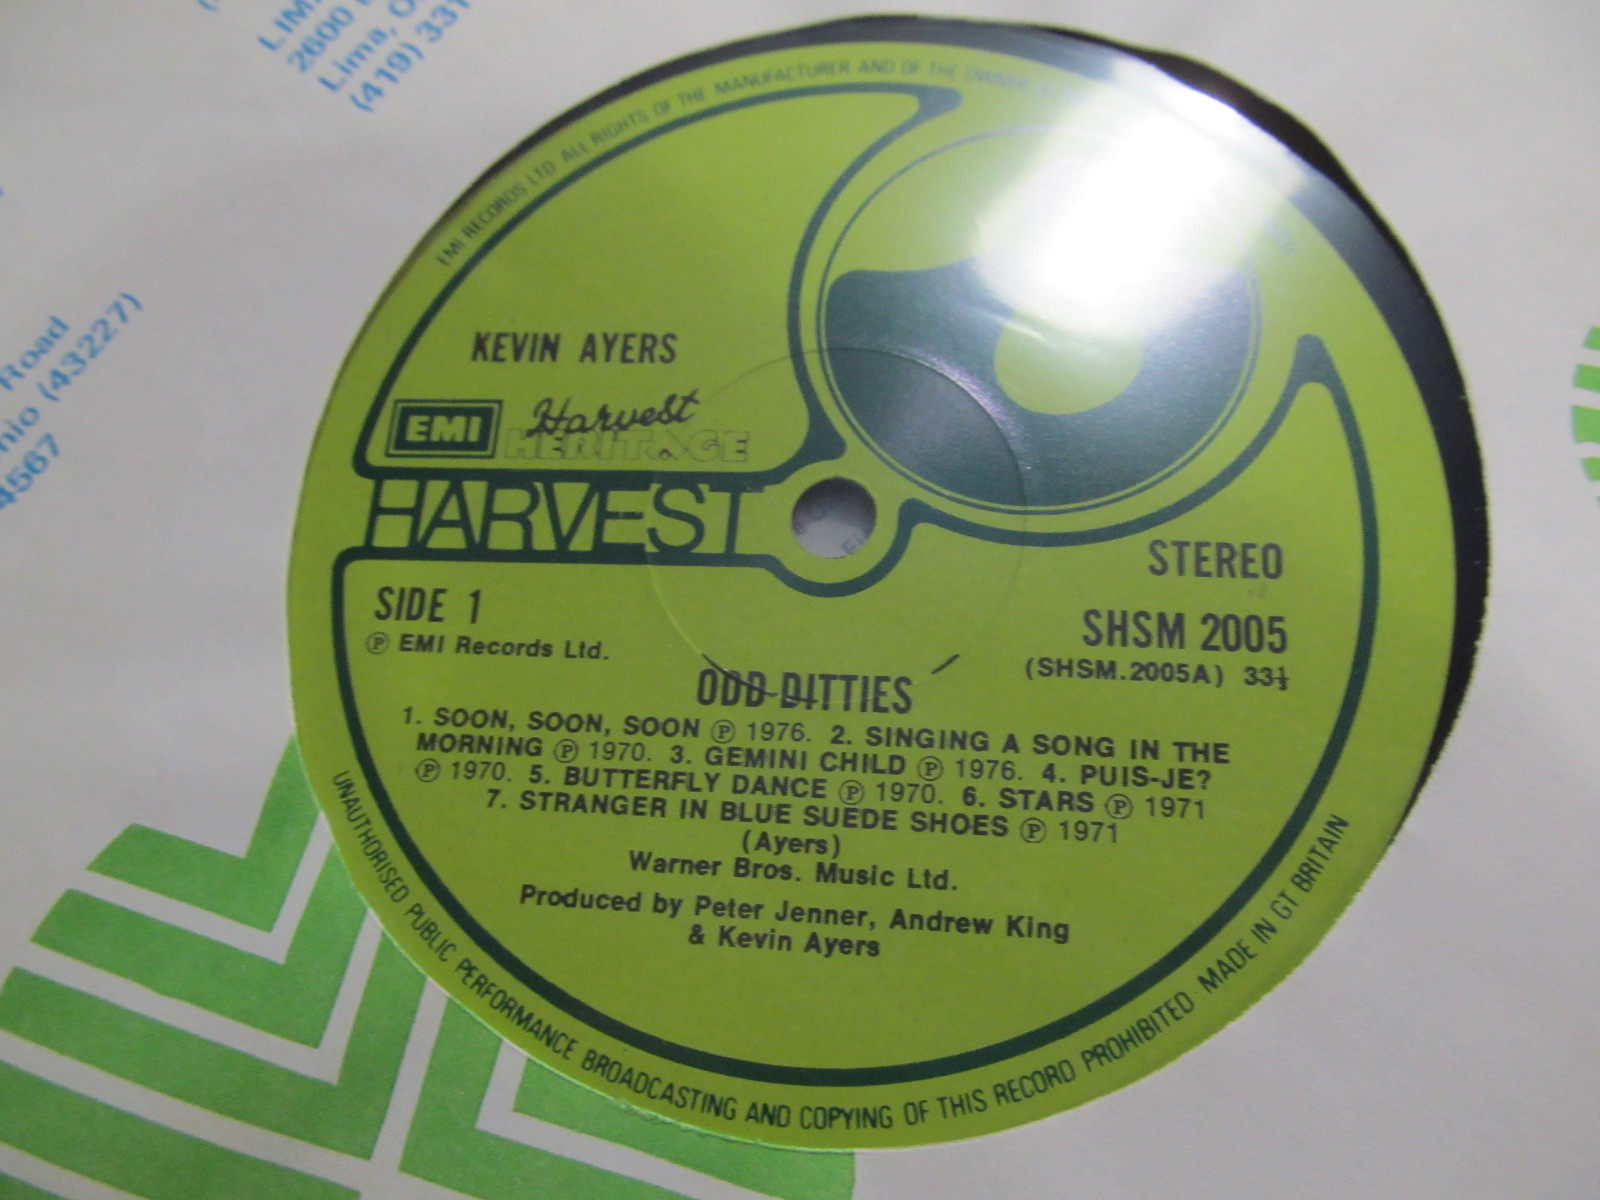 LIM
2600
Lima, O
(419) 331
Road
nio (43227)
4567
EMI RECORDS LTD ALL RIGHTS OF THE MANUFACTURER AND OF THE OWNER OF THE
KEVIN AYERS
EMI Harvest
HERITAGE
HARVEST
STEREO
SIDE 1
SHSM 2005
℗ EMI Records Ltd.
(SHSM.2005A) 33⅓
ODD DITTIES
1. SOON, SOON, SOON ℗ 1976. 2. SINGING A SONG IN THE
MORNING ℗ 1970. 3. GEMINI CHILD ℗ 1976. 4. PUIS-JE?
℗ 1970. 5. BUTTERFLY DANCE ℗ 1970. 6. STARS ℗ 1971
7. STRANGER IN BLUE SUEDE SHOES ℗ 1971
(Ayers)
Warner Bros. Music Ltd.
Produced by Peter Jenner, Andrew King
& Kevin Ayers
UNAUTHORISED PUBLIC PERFORMANCE BROADCASTING AND COPYING OF THIS RECORD PROHIBITED MADE IN GT BRITAIN